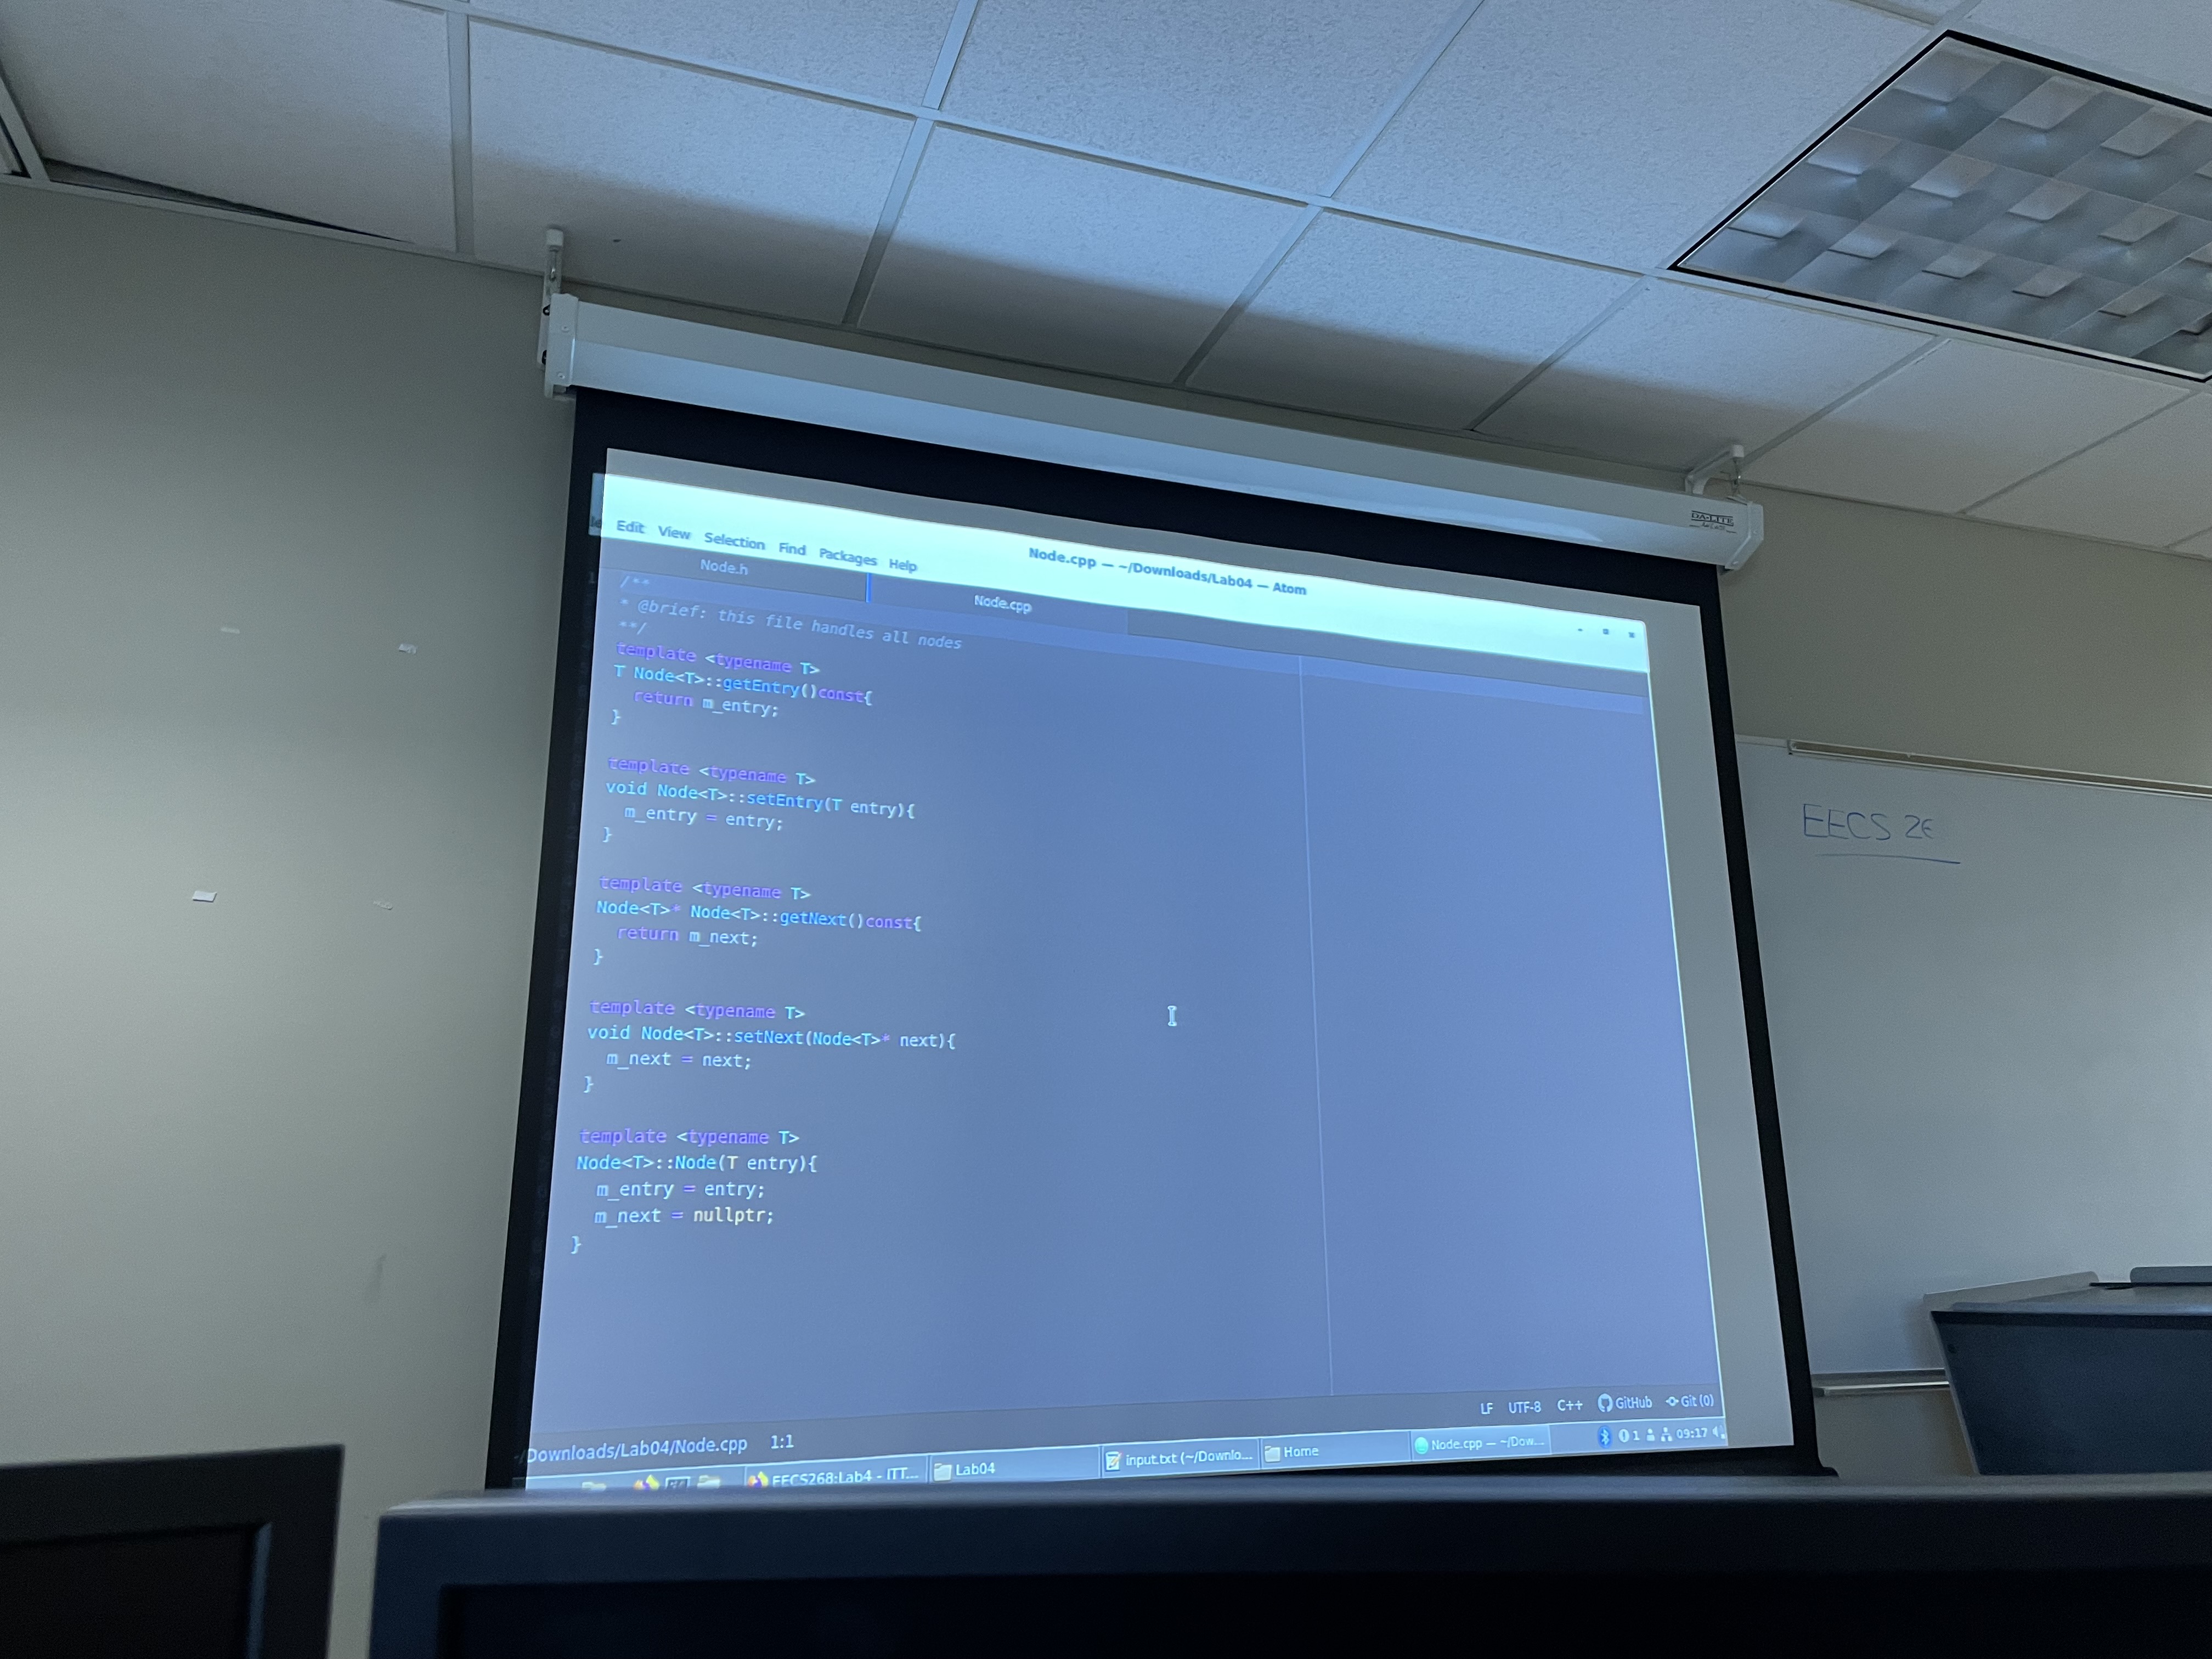 DA-LITE
Node.cpp — ~/Downloads/Lab04 — Atom
Edit View Selection Find Packages Help
Node.h Node.cpp
/**
* @brief: this file handles all nodes
**/
template <typename T>
T Node<T>::getEntry()const{
return m_entry;
}
template <typename T>
void Node<T>::setEntry(T entry){
m_entry = entry;
}
template <typename T>
Node<T>* Node<T>::getNext()const{
return m_next;
}
template <typename T>
void Node<T>::setNext(Node<T>* next){
m_next = next;
}
template <typename T>
Node<T>::Node(T entry){
m_entry = entry;
m_next = nullptr;
}
~/Downloads/Lab04/Node.cpp 1:1 LF UTF-8 C++ GitHub Git (0)
EECS268:Lab4 - ITT... Lab04 input.txt (~/Downlo... Home Node.cpp — ~/Dow... 1 09:17
EECS 26